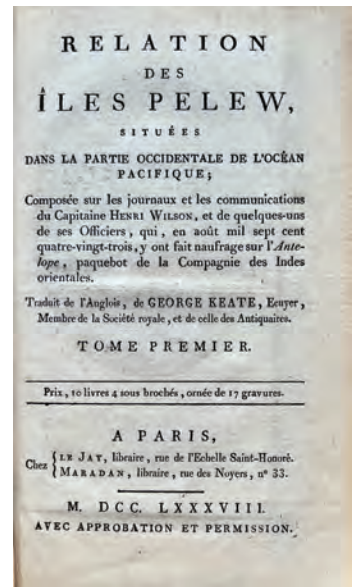 RELATION
DES
ÎLES PELEW,
SITUÉES
DANS LA PARTIE OCCIDENTALE DE L'OCÉAN
PACIFIQUE;
Composée sur les journaux et les communications
du Capitaine HENRI WILSON, et de quelques-uns
de ses Officiers, qui, en août mil sept cent
quatre-vingt-trois, y ont fait naufrage sur l'Ante-
lope, paquebot de la Compagnie des Indes
orientales.
Traduit de l'Anglois, de GEORGE KEATE, Ecuyer,
Membre de la Société royale, et de celle des Antiquaires.
TOME PREMIER.
Prix, 10 livres 4 sous brochés, ornée de 17 gravures.
A PARIS,
Chez { LE JAY, libraire, rue de l'Echelle Saint-Honoré.
MARADAN, libraire, rue des Noyers, n° 33.
M. DCC. LXXXVIII.
AVEC APPROBATION ET PERMISSION.